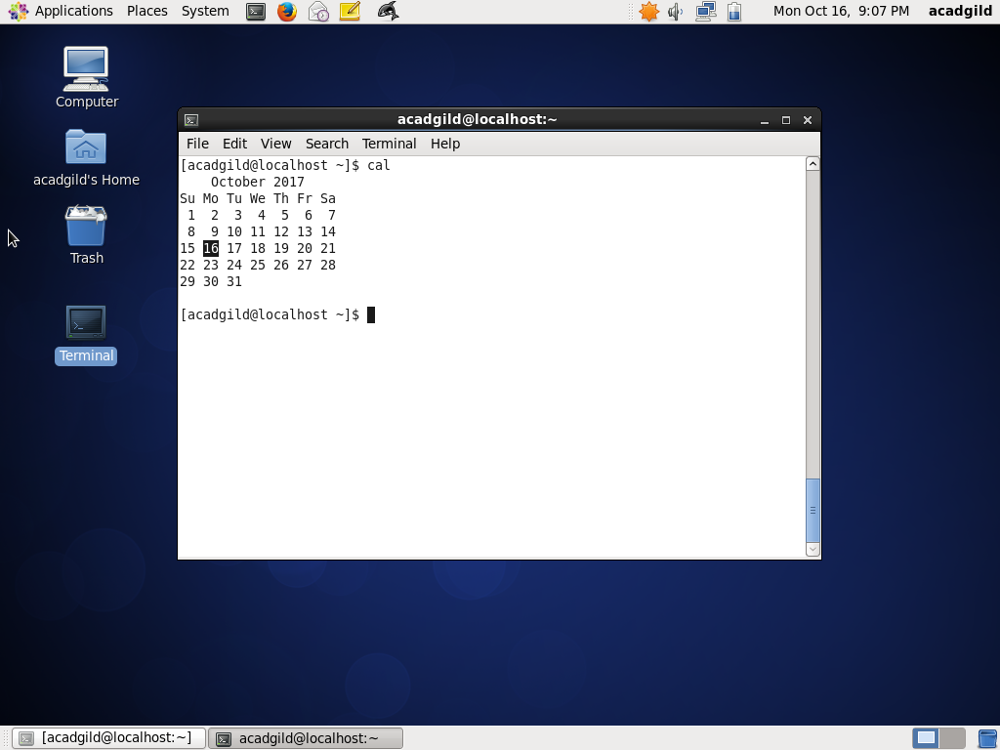 Applications Places System Mon Oct 16, 9:07 PM acadgild
Computer
acadgild's Home
Trash
Terminal
acadgild@localhost:~
File Edit View Search Terminal Help
[acadgild@localhost ~]$ cal
    October 2017
Su Mo Tu We Th Fr Sa
 1  2  3  4  5  6  7
 8  9 10 11 12 13 14
15 16 17 18 19 20 21
22 23 24 25 26 27 28
29 30 31
[acadgild@localhost ~]$
[acadgild@localhost:~] acadgild@localhost:~